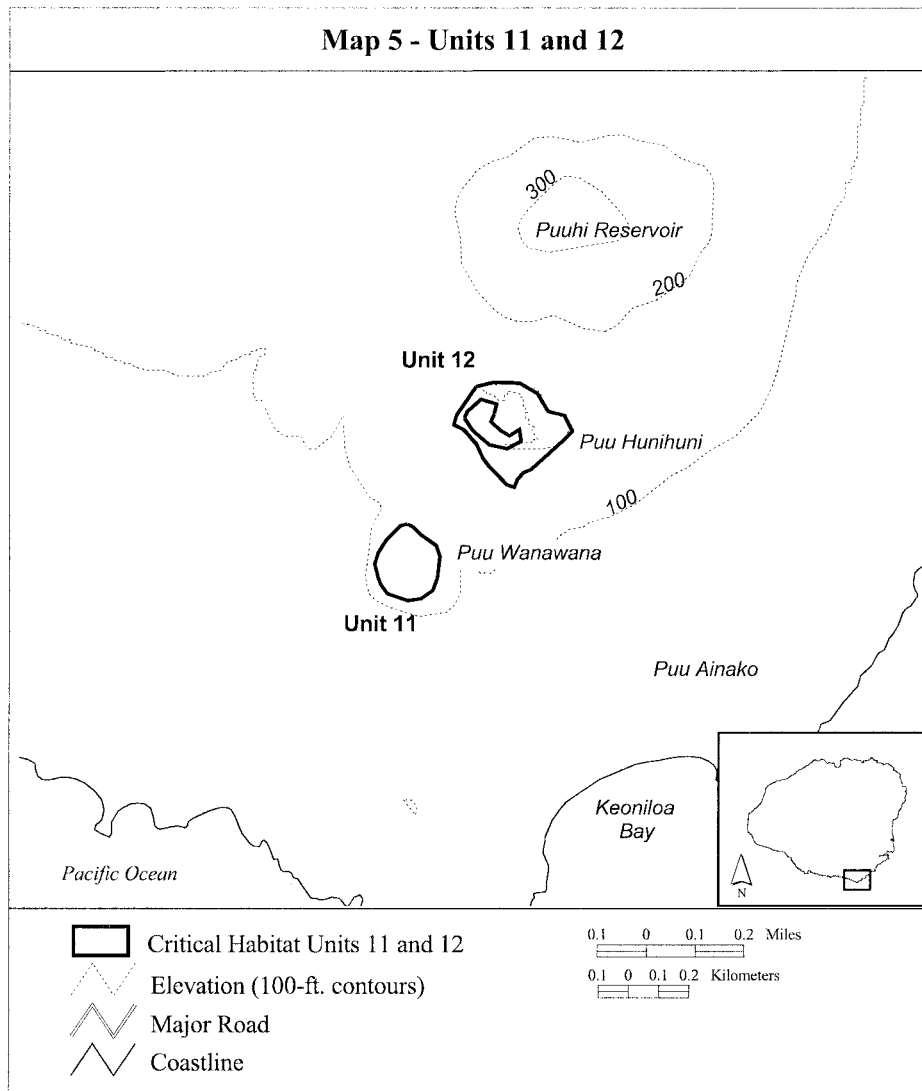 Map 5 - Units 11 and 12
300
Puuhi Reservoir
200
Unit 12
Puu Hunihuni
100
Puu Wanawana
Unit 11
Puu Ainako
Keoniloa
Bay
Pacific Ocean
N
Critical Habitat Units 11 and 12
Elevation (100-ft. contours)
Major Road
Coastline
0.1 0 0.1 0.2 Miles
0.1 0 0.1 0.2 Kilometers